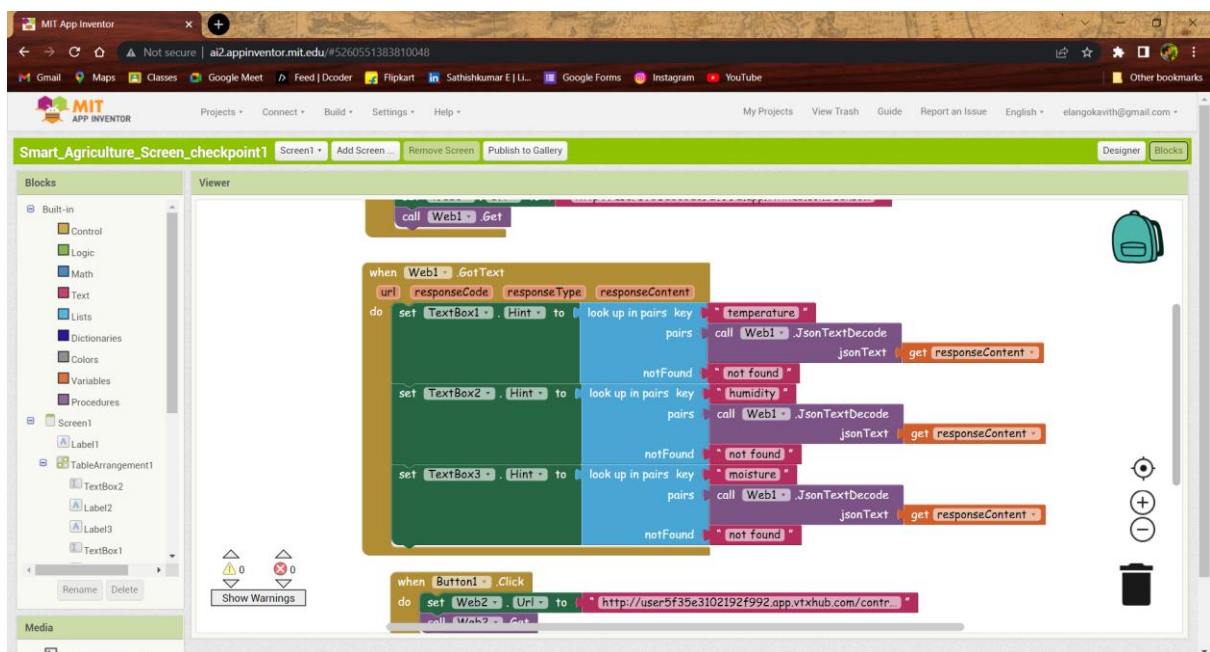 MIT App Inventor
Not secure | ai2.appinventor.mit.edu/#5260551383810048
Gmail Maps Classes Google Meet Feed | Dcoder Flipkart Sathishkumar E | Li... Google Forms Instagram YouTube Other bookmarks
MIT APP INVENTOR
Projects Connect Build Settings Help My Projects View Trash Guide Report an Issue English elangokavith@gmail.com
Smart_Agriculture_Screen_checkpoint1 Screen1 Add Screen ... Remove Screen Publish to Gallery Designer Blocks
Blocks
Viewer
Built-in
Control
Logic
Math
Text
Lists
Dictionaries
Colors
Variables
Procedures
Screen1
Label1
TableArrangement1
TextBox2
Label2
Label3
TextBox1
Rename Delete
Media
call Web1 .Get
when Web1 .GotText
url responseCode responseType responseContent
do set TextBox1 . Hint to look up in pairs key " temperature "
pairs call Web1 .JsonTextDecode
jsonText get responseContent
notFound " not found "
set TextBox2 . Hint to look up in pairs key " humidity "
pairs call Web1 .JsonTextDecode
jsonText get responseContent
notFound " not found "
set TextBox3 . Hint to look up in pairs key " moisture "
pairs call Web1 .JsonTextDecode
jsonText get responseContent
notFound " not found "
when Button1 .Click
do set Web2 . Url to " http://user5f35e3102192f992.app.vtxhub.com/contr... "
call Web2 .Get
0 0
Show Warnings